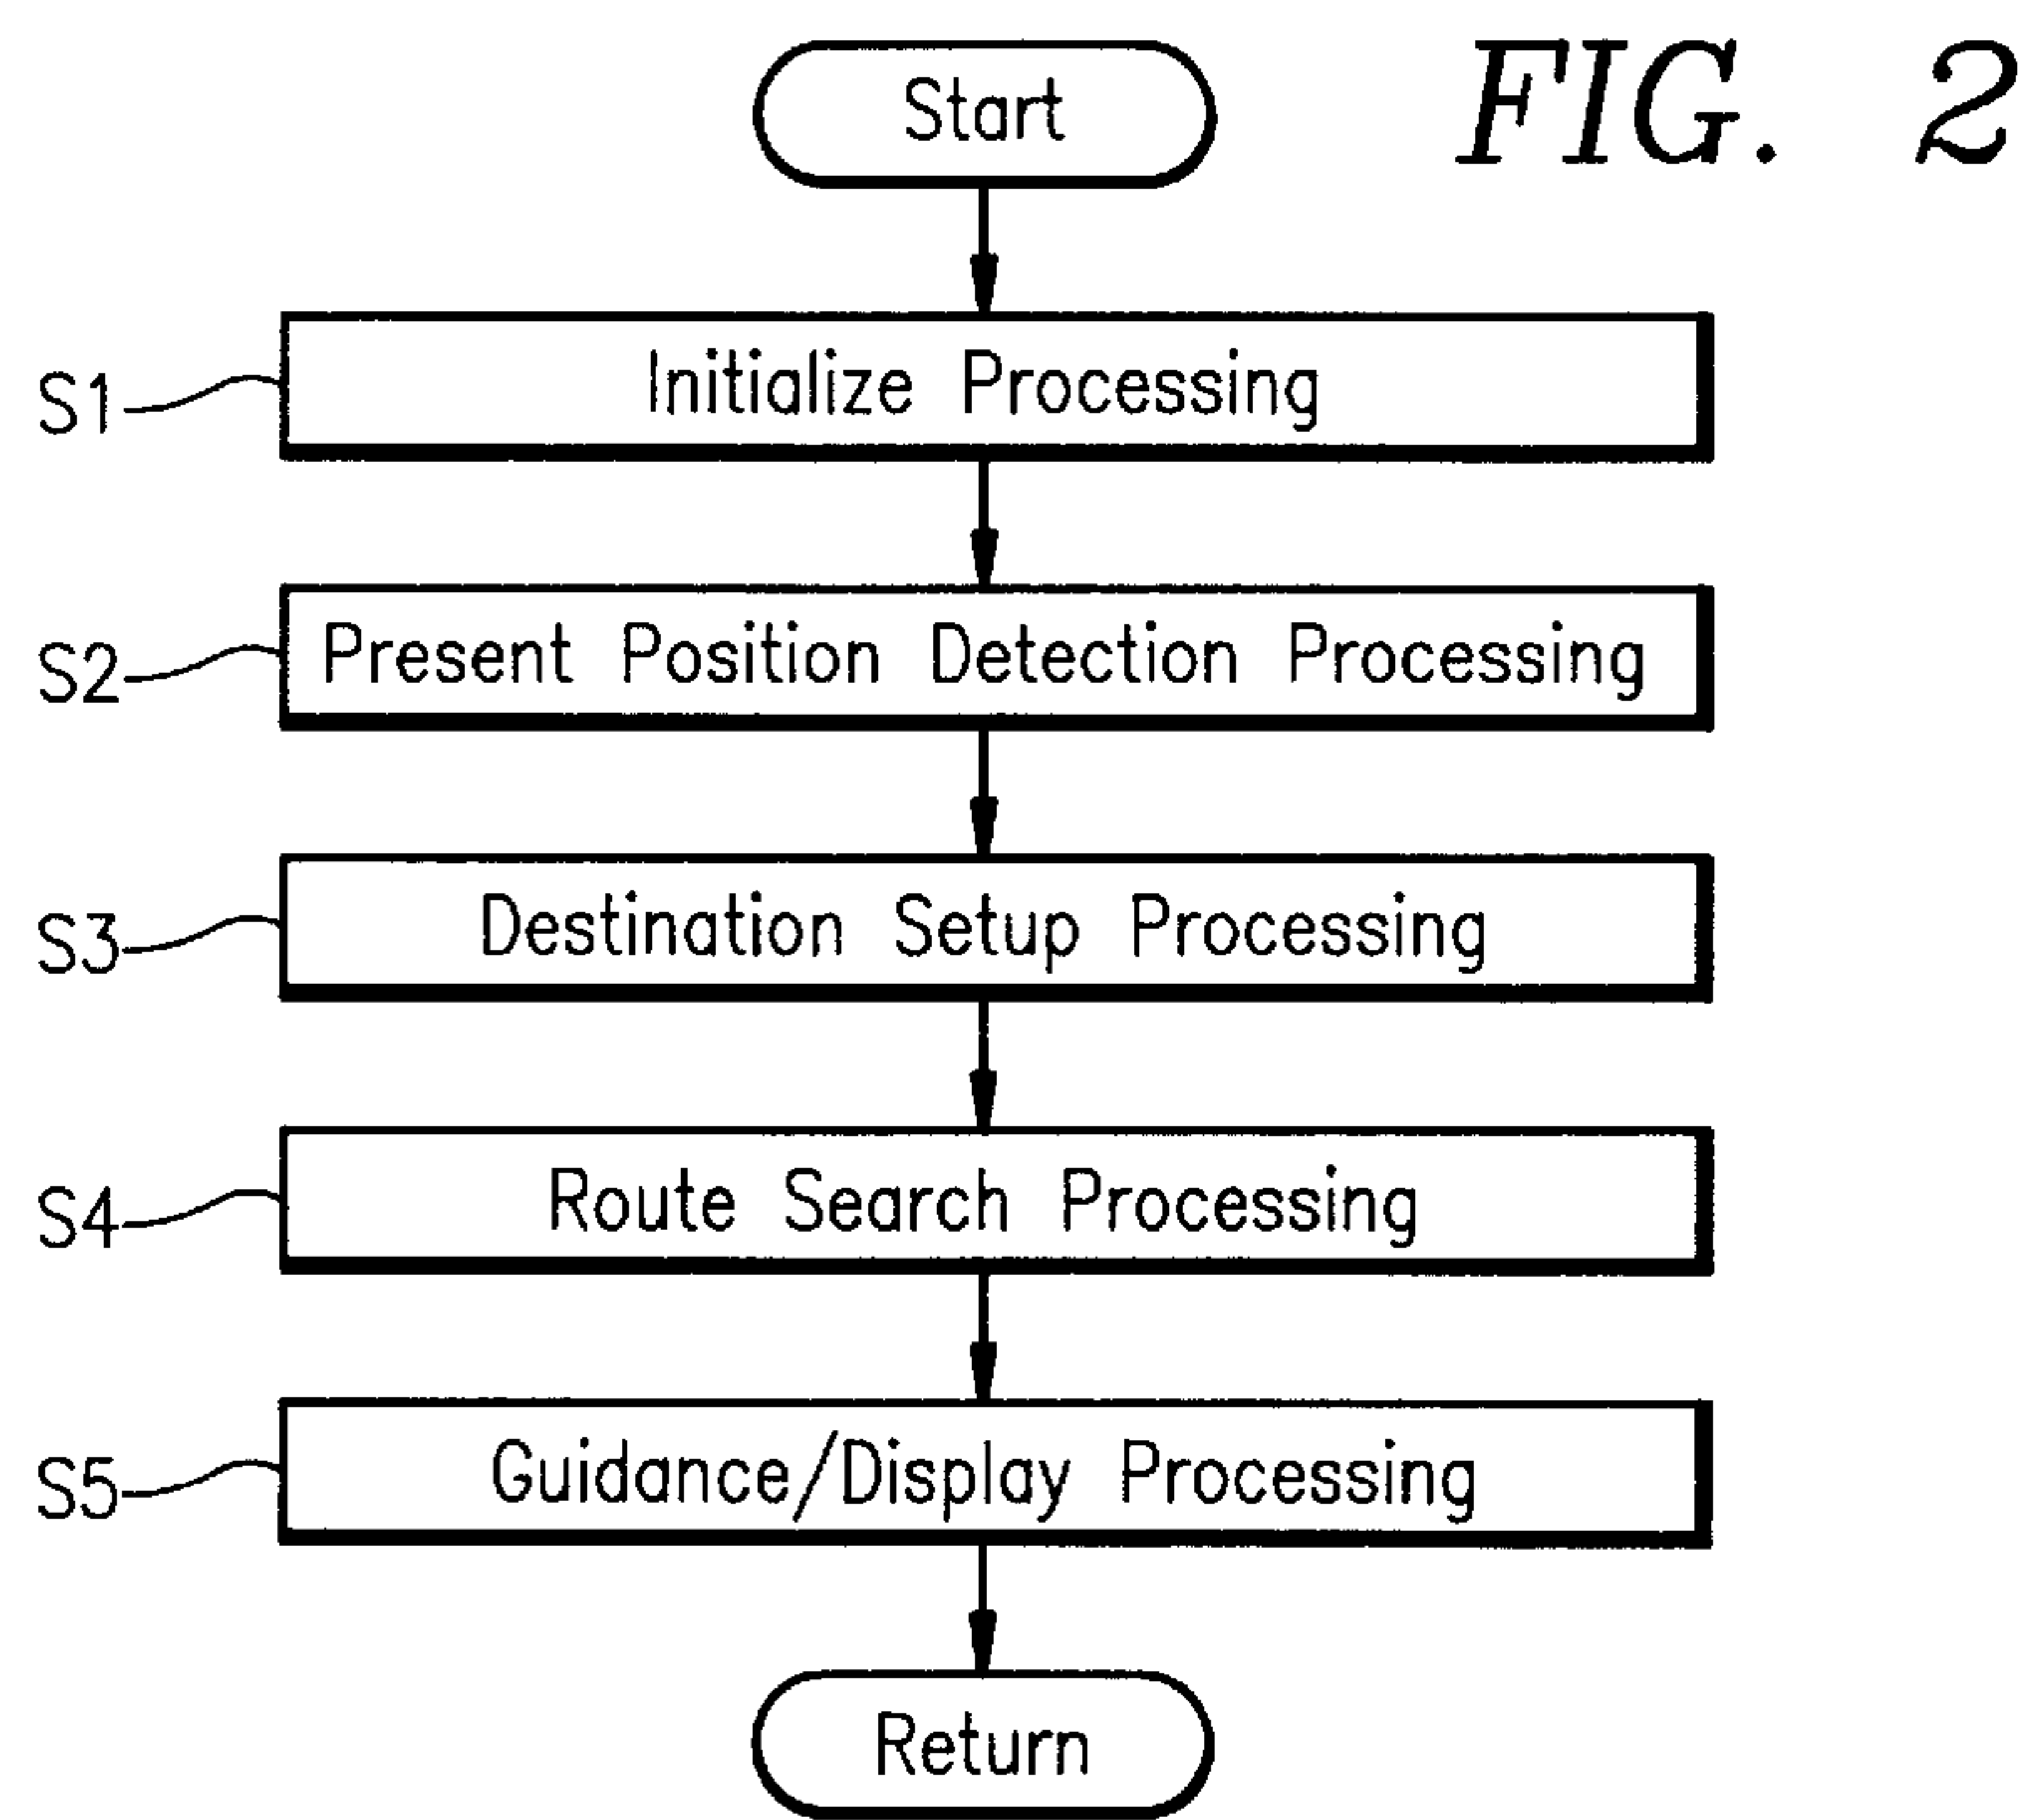 FIG. 2
Start
S1
Initialize Processing
S2
Present Position Detection Processing
S3
Destination Setup Processing
S4
Route Search Processing
S5
Guidance/Display Processing
Return